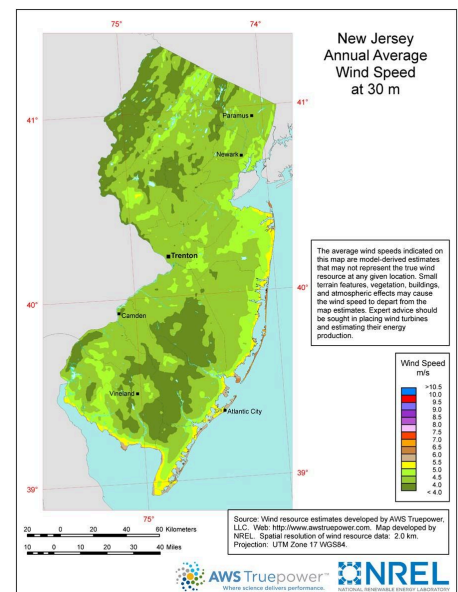 New Jersey
Annual Average
Wind Speed
at 30 m
75°
74°
41°
41°
Paramus
Newark
Trenton
40°
40°
Camden
Vineland
Atlantic City
39°
39°
75°
The average wind speeds indicated on
this map are model-derived estimates
that may not represent the true wind
resource at any given location. Small
terrain features, vegetation, buildings,
and atmospheric effects may cause
the wind speed to depart from the
map estimates. Expert advice should
be sought in placing wind turbines
and estimating their energy
production.
Wind Speed
m/s
>10.5
10.0
9.5
9.0
8.5
8.0
7.5
7.0
6.5
6.0
5.5
5.0
4.5
4.0
< 4.0
20 0 20 40 60 Kilometers
10 0 10 20 30 40 Miles
Source: Wind resource estimates developed by AWS Truepower,
LLC. Web: http://www.awstruepower.com. Map developed by
NREL. Spatial resolution of wind resource data: 2.0 km.
Projection: UTM Zone 17 WGS84.
AWS Truepower™
Where science delivers performance.
NREL
NATIONAL RENEWABLE ENERGY LABORATORY